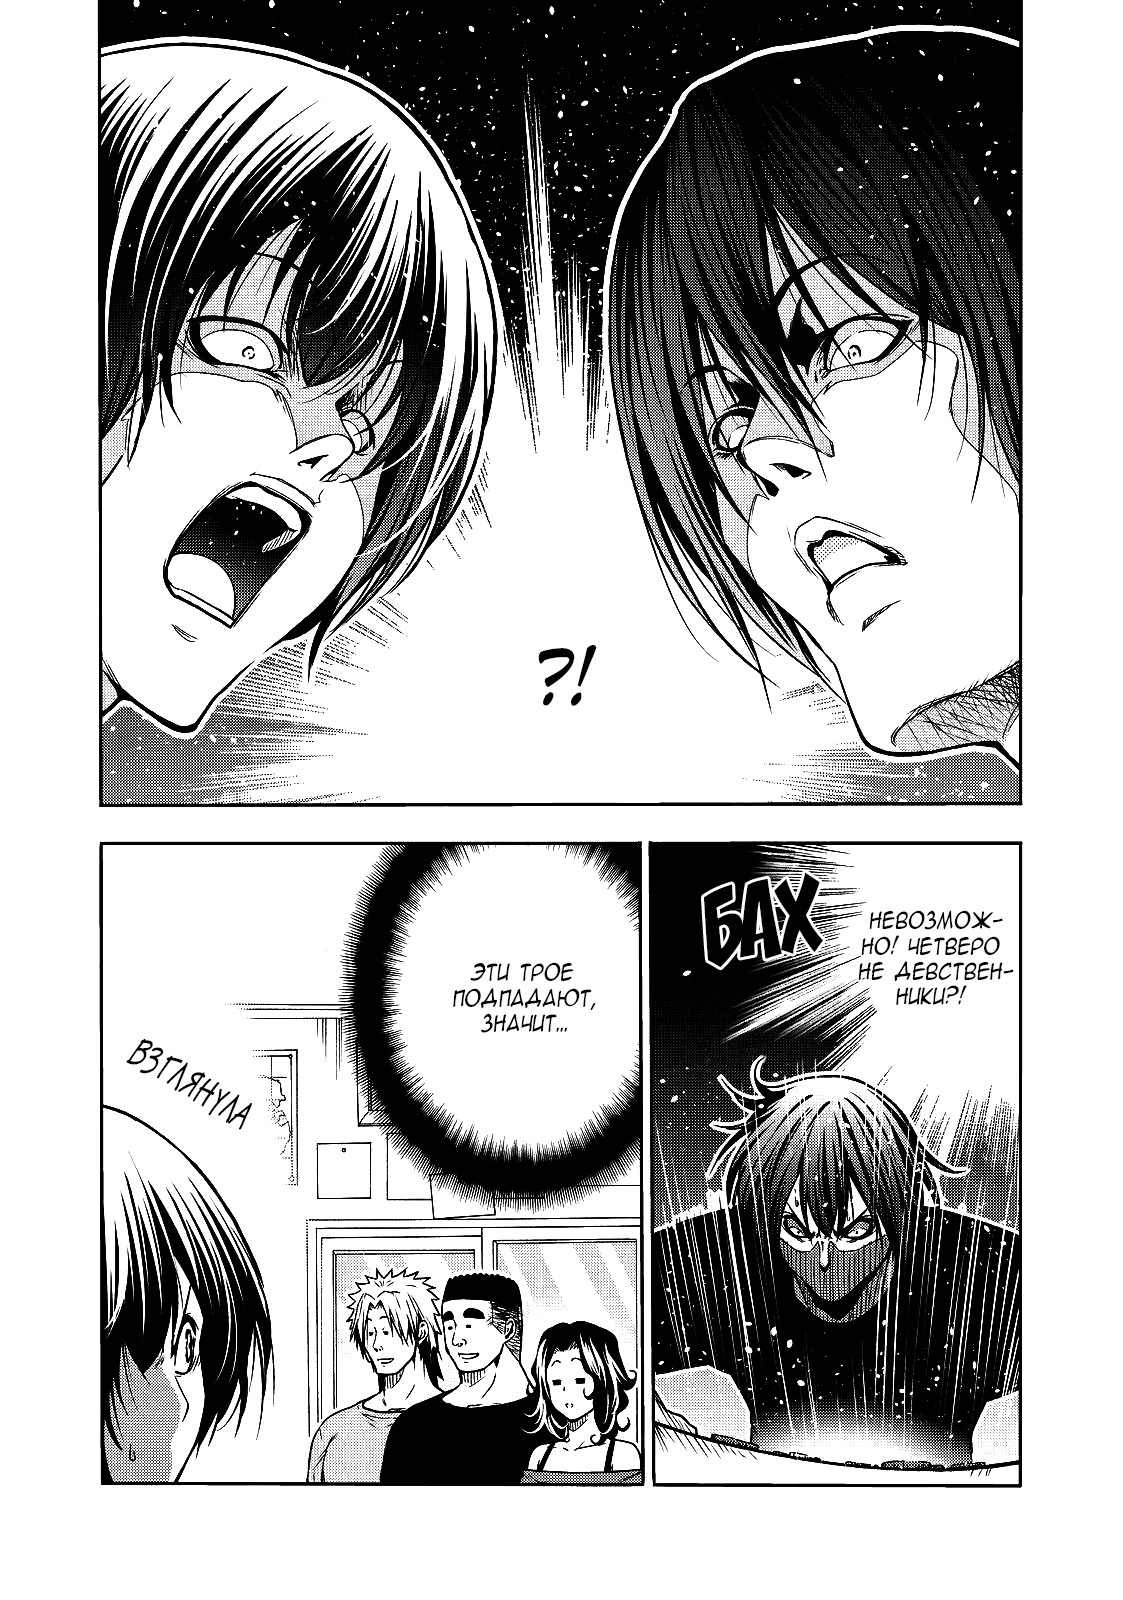 ?!
БАХ
НЕВОЗМОЖ-
НО! ЧЕТВЕРО
НЕ ДЕВСТВЕН-
НИКИ?!
ЭТИ ТРОЕ
ПОДПАДАЮТ,
ЗНАЧИТ...
ВЗГЛЯНУЛА